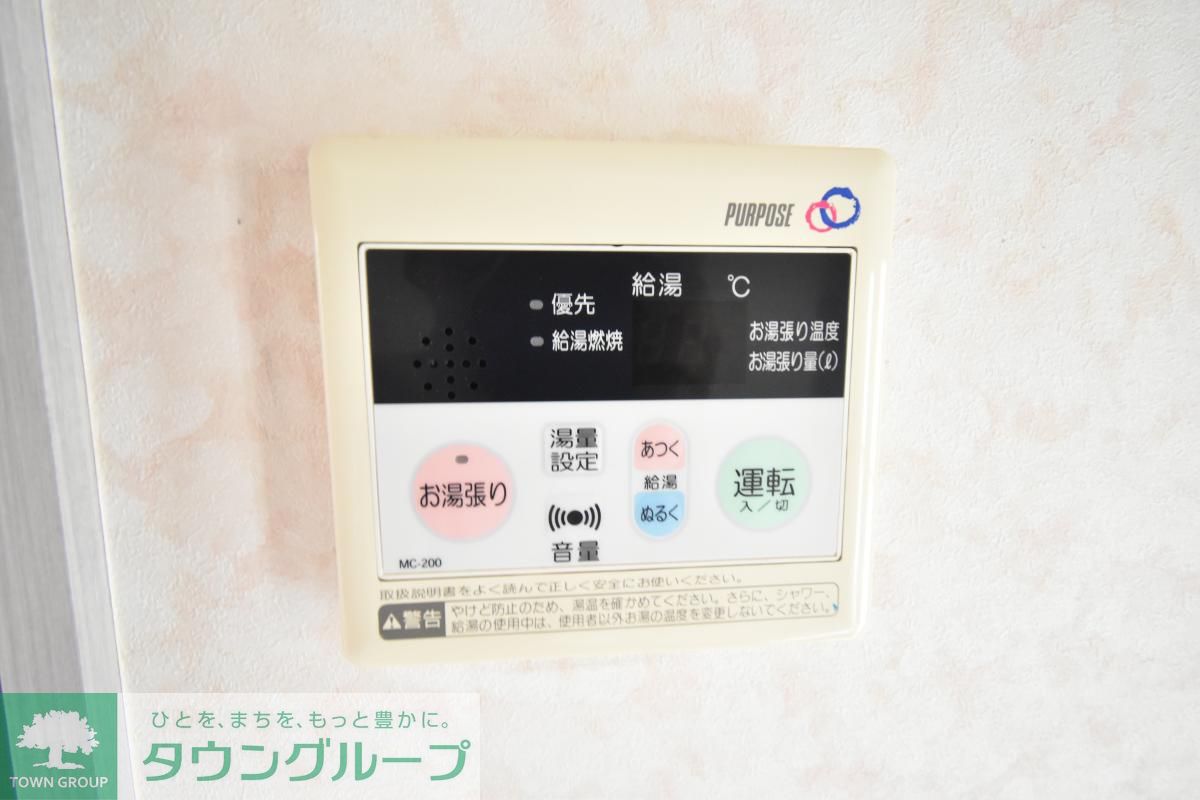 PURPOSE
給湯 ℃
優先
給湯燃焼
お湯張り温度
お湯張り量(ℓ)
お湯張り
湯量
設定
音量
あつく
給湯
ぬるく
運転
入/切
MC-200
取扱説明書をよく読んで正しく安全にお使いください。
警告
やけど防止のため、湯温を確かめてください。さらに、シャワー、
給湯の使用中は、使用者以外お湯の温度を変更しないでください。
ひとを、まちを、もっと豊かに。
タウングループ
TOWN GROUP